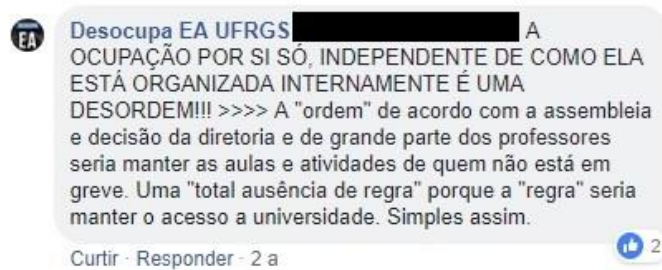 EA
Desocupa EA UFRGS A
OCUPAÇÃO POR SI SÓ, INDEPENDENTE DE COMO ELA
ESTÁ ORGANIZADA INTERNAMENTE É UMA
DESORDEM!!! >>>> A "ordem" de acordo com a assembleia
e decisão da diretoria e de grande parte dos professores
seria manter as aulas e atividades de quem não está em
greve. Uma "total ausência de regra" porque a "regra" seria
manter o acesso a universidade. Simples assim.
2
Curtir · Responder · 2 a